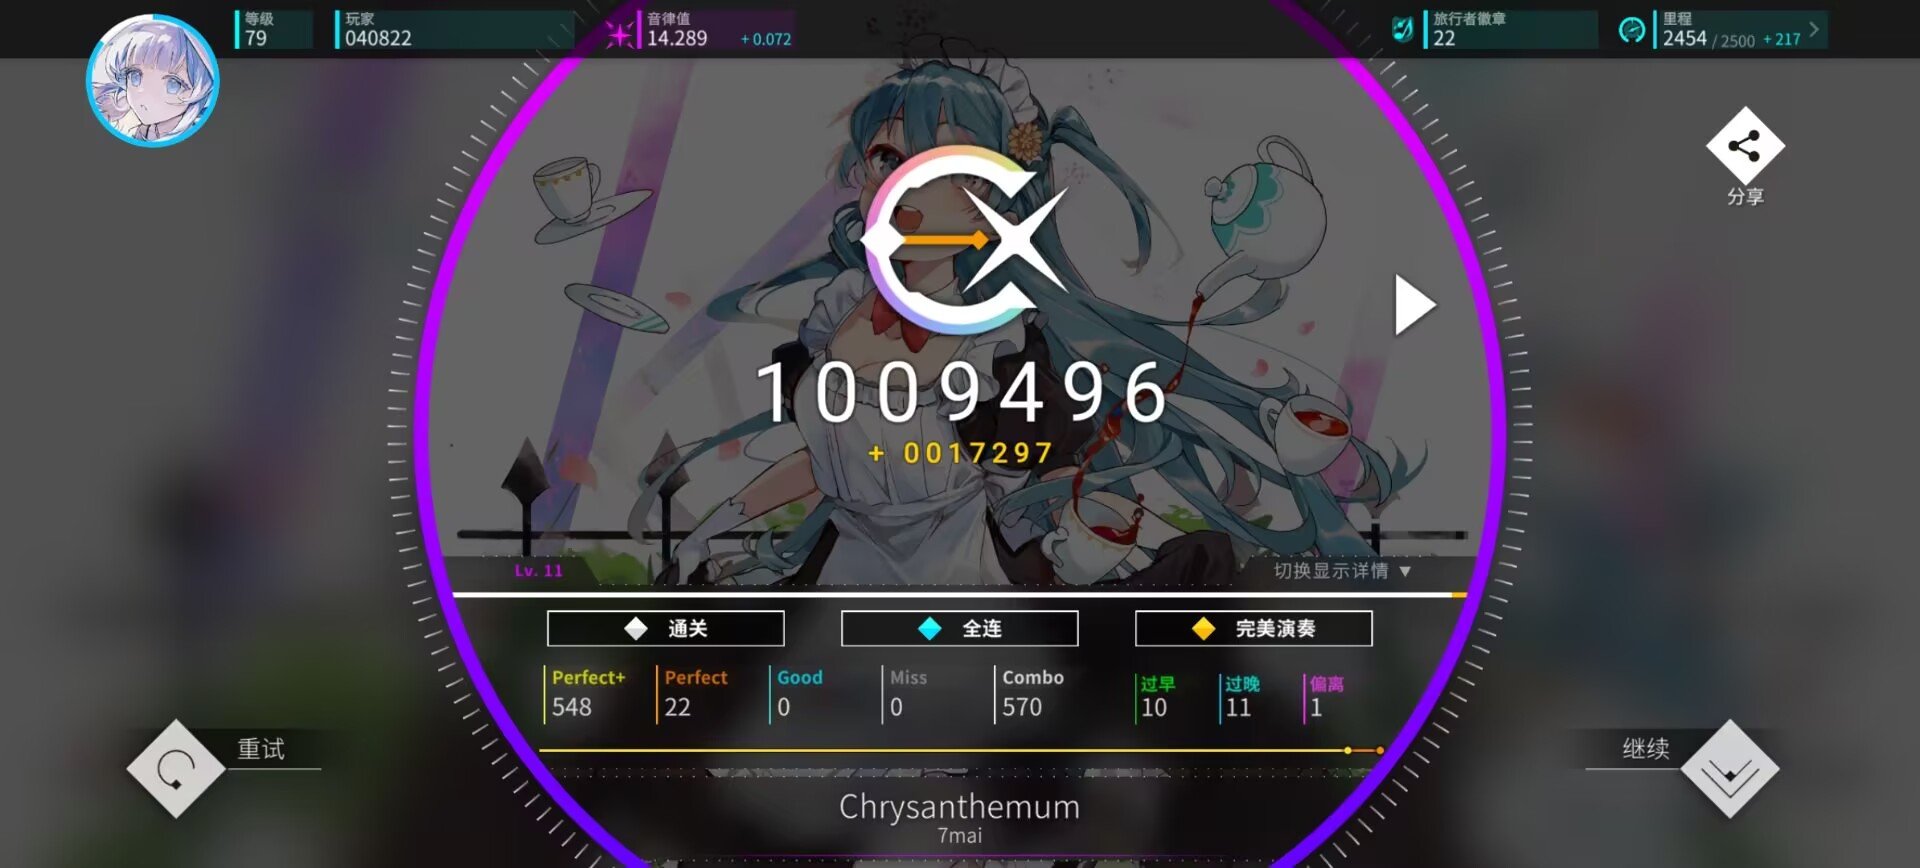 等级
79
玩家
040822
音律值
14.289 +0.072
旅行者徽章
22
里程
2454 / 2500 +217
分享
1009496
+ 0017297
Lv. 11
切换显示详情 ▼
通关
全连
完美演奏
Perfect+
548
Perfect
22
Good
0
Miss
0
Combo
570
过早
10
过晚
11
偏离
1
重试
继续
Chrysanthemum
7mai